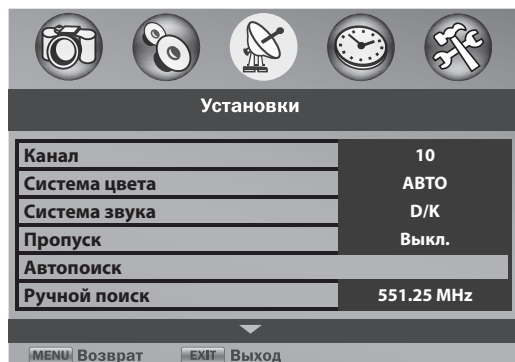 Установки
Канал 10
Система цвета АВТО
Система звука D/K
Пропуск Выкл.
Автопоиск
Ручной поиск 551.25 MHz
MENU Возврат EXIT Выход